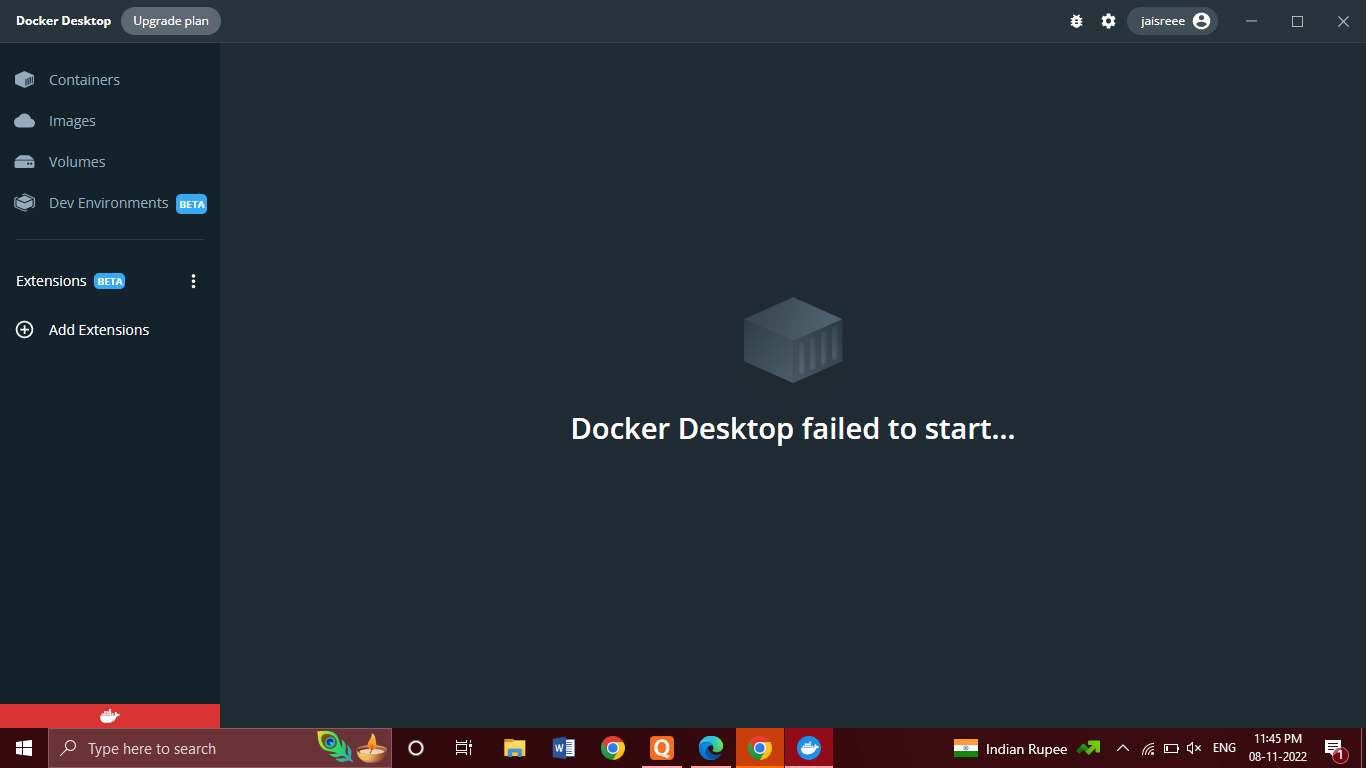 Docker Desktop
Upgrade plan
jaisreee
Containers
Images
Volumes
Dev Environments BETA
Extensions BETA
Add Extensions
Docker Desktop failed to start...
Type here to search
W
Q
Indian Rupee
ENG
11:45 PM
08-11-2022
1